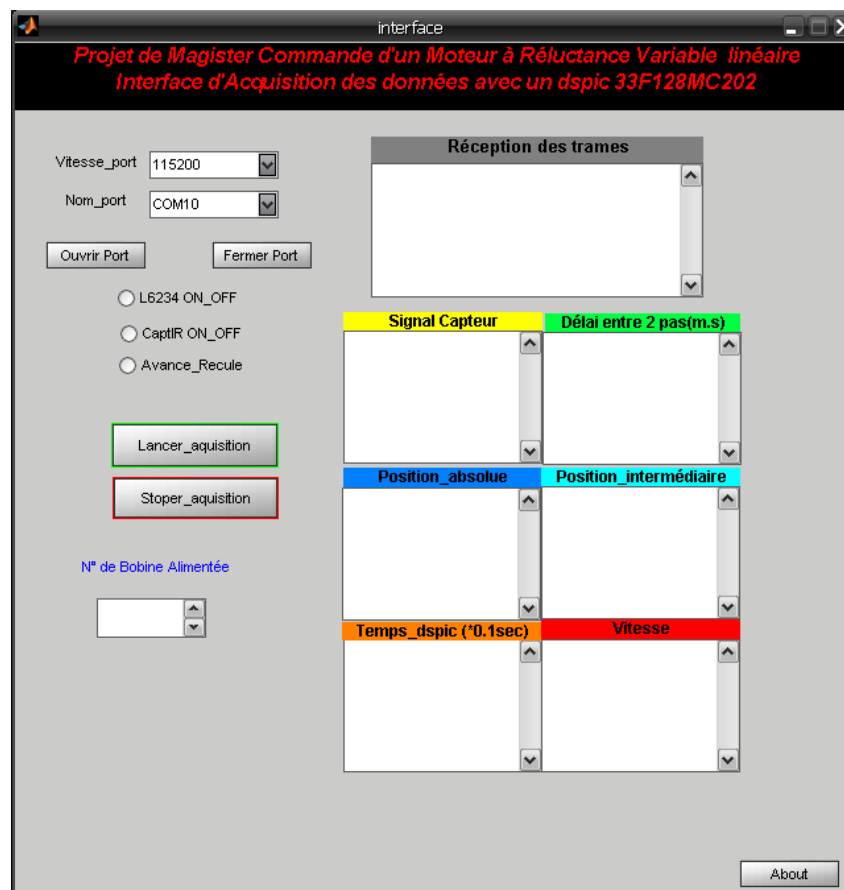 interface
Projet de Magister Commande d'un Moteur à Réluctance Variable linéaire
Interface d'Acquisition des données avec un dspic 33F128MC202
Vitesse_port
115200
Nom_port
COM10
Ouvrir Port
Fermer Port
L6234 ON_OFF
CaptIR ON_OFF
Avance_Recule
Lancer_aquisition
Stoper_aquisition
N° de Bobine Alimentée
Réception des trames
Signal Capteur
Délai entre 2 pas(m.s)
Position_absolue
Position_intermédiaire
Temps_dspic (*0.1sec)
Vitesse
About